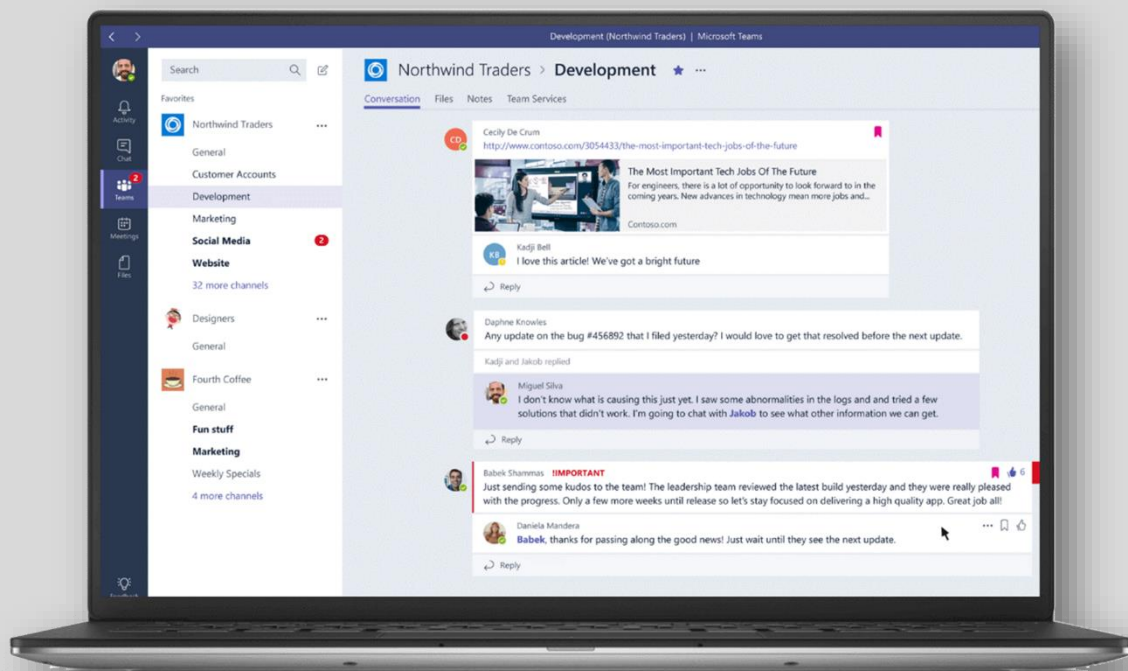 Development (Northwind Traders) | Microsoft Teams
Activity
Chat
2
Teams
Meetings
Files
Search
Favorites
Northwind Traders
General
Customer Accounts
Development
Marketing
Social Media 2
Website
32 more channels
Designers
General
Fourth Coffee
General
Fun stuff
Marketing
Weekly Specials
4 more channels
Northwind Traders > Development
Conversation Files Notes Team Services
CD
Cecily De Crum
http://www.contoso.com/3054433/the-most-important-tech-jobs-of-the-future
The Most Important Tech Jobs Of The Future
For engineers, there is a lot of opportunity to look forward to in the
coming years. New advances in technology mean more jobs and...
Contoso.com
KB
Kadji Bell
I love this article! We've got a bright future
Reply
Daphne Knowles
Any update on the bug #456892 that I filed yesterday? I would love to get that resolved before the next update.
Kadji and Jakob replied
Miguel Silva
I don't know what is causing this just yet. I saw some abnormalities in the logs and and tried a few
solutions that didn't work. I'm going to chat with Jakob to see what other information we can get.
Reply
Babek Shammas !IMPORTANT 6
Just sending some kudos to the team! The leadership team reviewed the latest build yesterday and they were really pleased
with the progress. Only a few more weeks until release so let's stay focused on delivering a high quality app. Great job all!
Daniela Mandera
Babek, thanks for passing along the good news! Just wait until they see the next update.
Reply